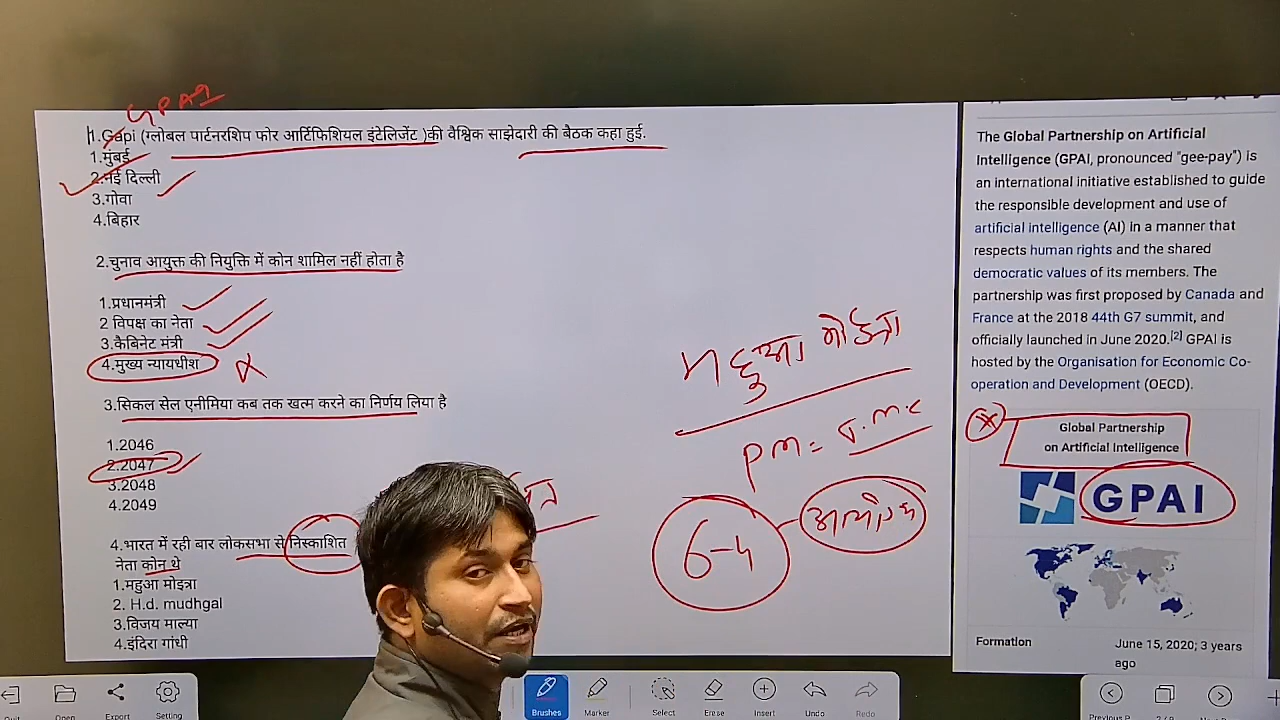 GPAI
1.Gapi (ग्लोबल पार्टनरशिप फोर आर्टिफिशियल इंटेलिजेंट )की वैश्विक साझेदारी की बैठक कहा हुई.
1.मुंबई
2.नई दिल्ली
3.गोवा
4.बिहार
2.चुनाव आयुक्त की नियुक्ति में कोन शामिल नहीं होता है
1.प्रधानमंत्री
2 विपक्ष का नेता
3.कैबिनेट मंत्री
4.मुख्य न्यायधीश
3.सिकल सेल एनीमिया कब तक खत्म करने का निर्णय लिया है
1.2046
2.2047
3.2048
4.2049
4.भारत में रही बार लोकसभा से निस्काशित
नेता कोन थे
1.महुआ मोइत्रा
2. H.d. mudhgal
3.विजय माल्या
4.इंदिरा गांधी
महुआ मोईत्रा
6-4
The Global Partnership on Artificial
Intelligence (GPAI, pronounced "gee-pay") is
an international initiative established to guide
the responsible development and use of
artificial intelligence (AI) in a manner that
respects human rights and the shared
democratic values of its members. The
partnership was first proposed by Canada and
France at the 2018 44th G7 summit, and
officially launched in June 2020.[2] GPAI is
hosted by the Organisation for Economic Co-
operation and Development (OECD).
Global Partnership
on Artificial Intelligence
GPAI
Formation June 15, 2020; 3 years
ago
Quit Open Export Setting
Brushes Marker Select Erase Insert Undo Redo
Previous P